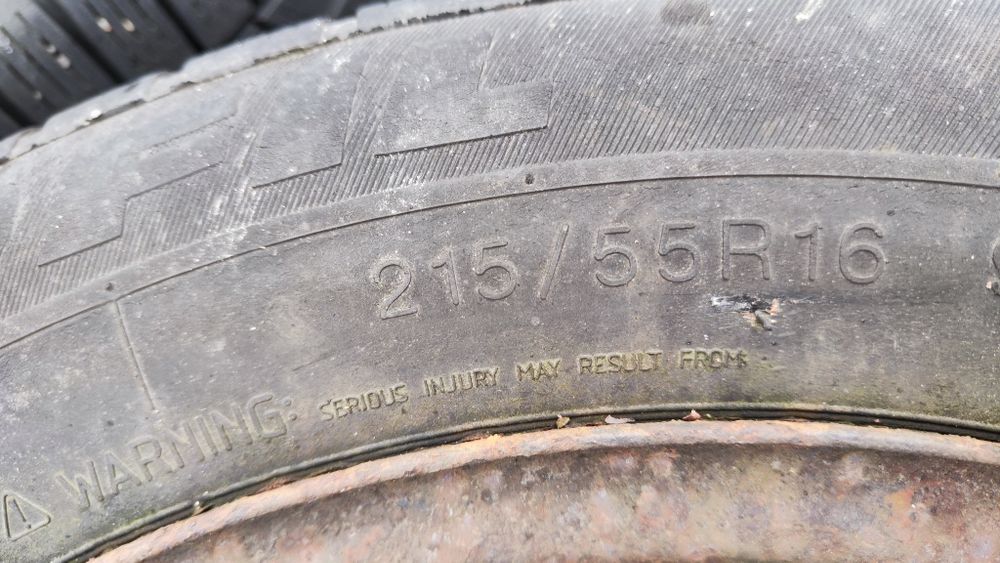 215/55R16
WARNING: SERIOUS INJURY MAY RESULT FROM: